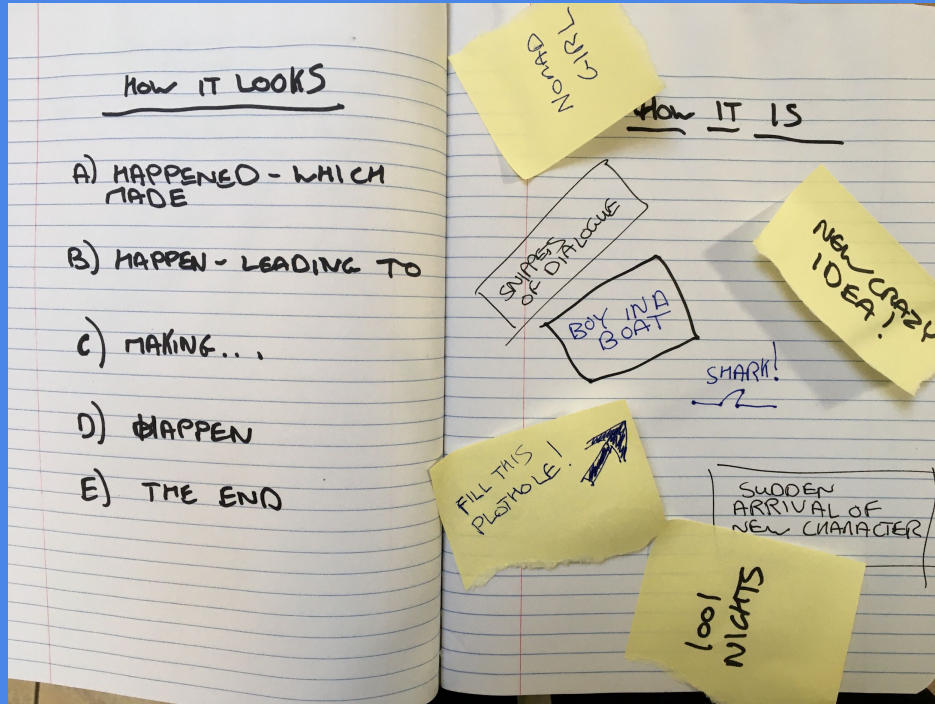 HOW IT LOOKS
A) HAPPENED - WHICH
MADE
B) HAPPEN - LEADING TO
C) MAKING...
D) HAPPEN
E) THE END
NOMAD
GIRL
HOW IT IS
SNIPPETS
OF DIALOGUE
BOY IN A
BOAT
NEW CRAZY
IDEA!
SHARK!
FILL THIS
PLOTHOLE!
SUDDEN
ARRIVAL OF
NEW CHARACTER
1001
NIGHTS